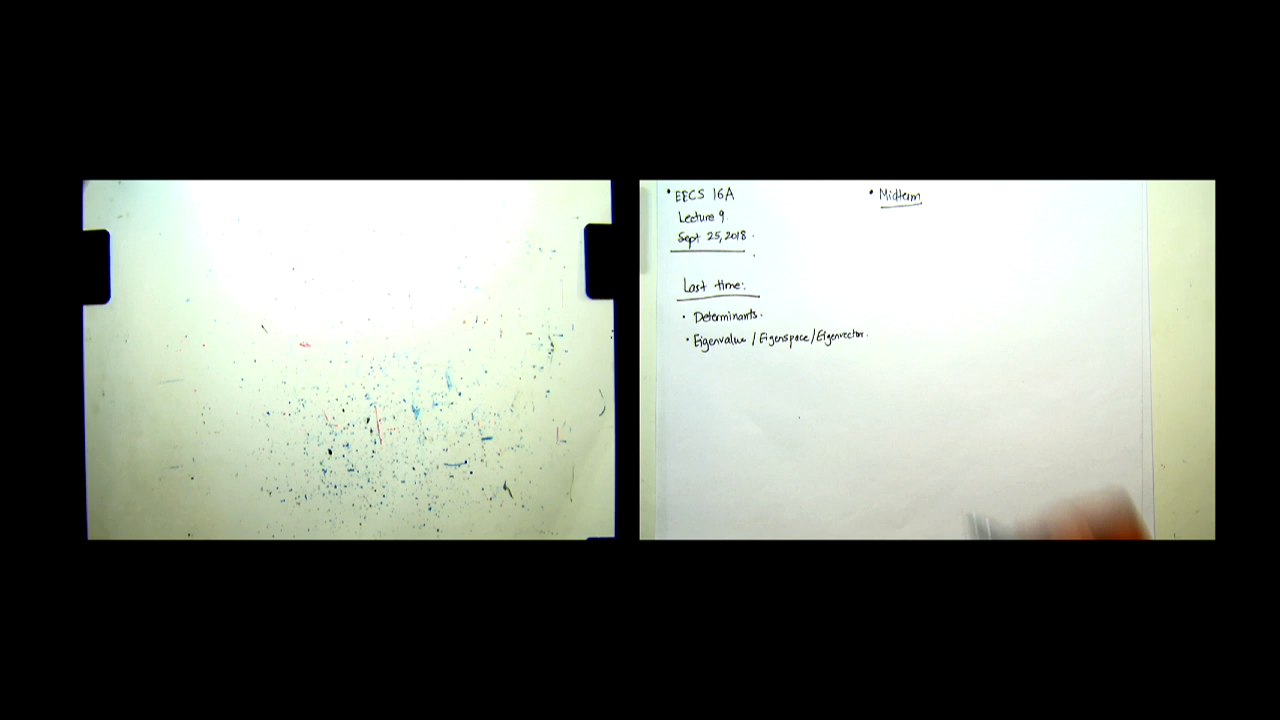 • EECS 16A
Lecture 9.
Sept 25, 2018.
• Midterm
Last time:
• Determinants.
• Eigenvalue / Eigenspace / Eigenvector.